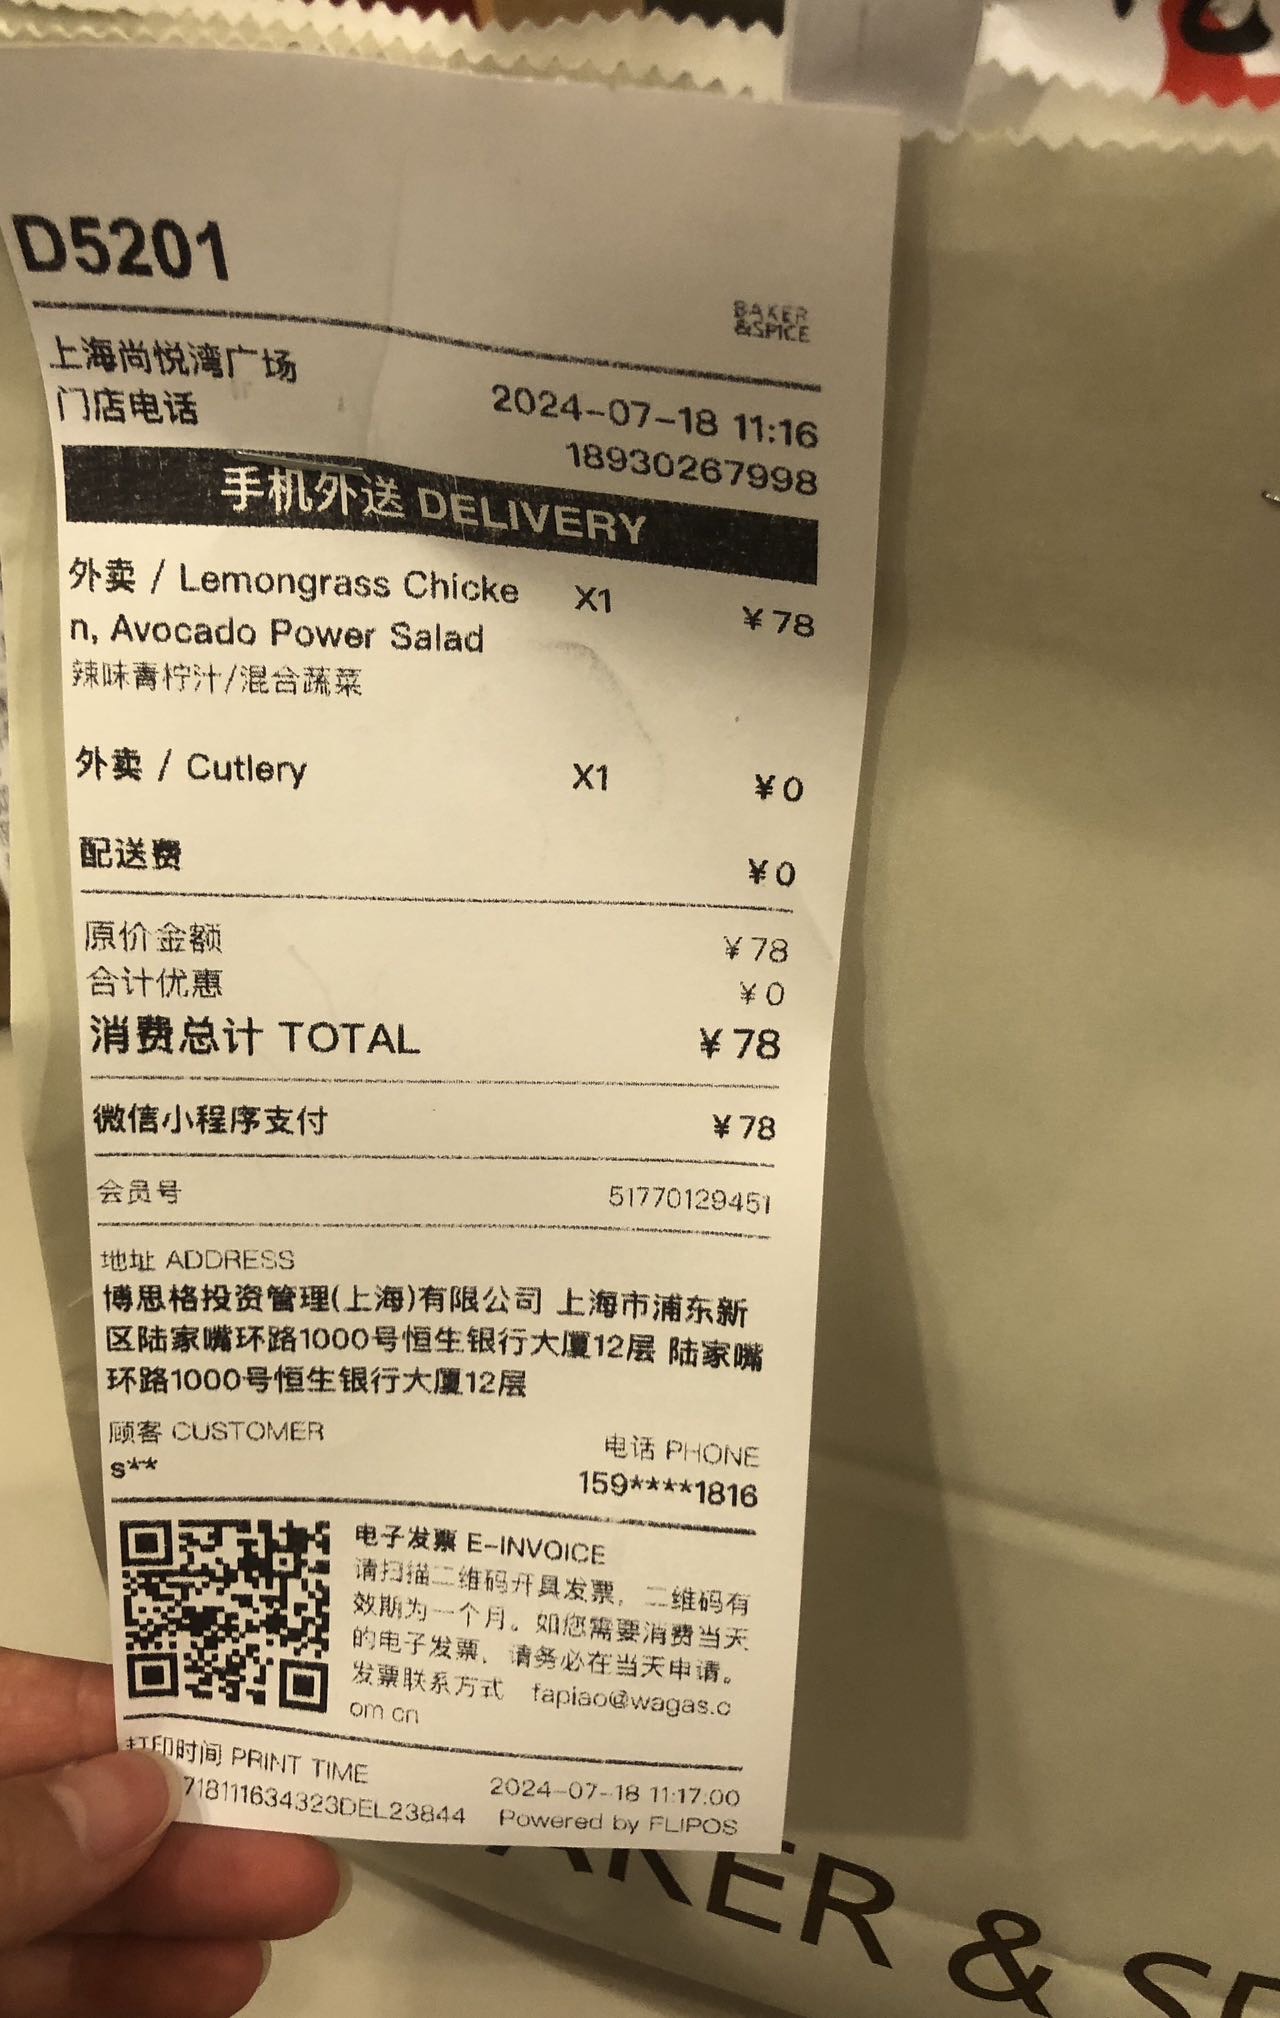 D5201
BAKER
&SPICE
上海尚悦湾广场
2024-07-18 11:16
门店电话
18930267998
手机外送 DELIVERY
外卖 / Lemongrass Chicke X1 ¥78
n, Avocado Power Salad
辣味青柠汁/混合蔬菜
外卖 / Cutlery X1 ¥0
配送费 ¥0
原价金额 ¥78
合计优惠 ¥0
消费总计 TOTAL ¥78
微信小程序支付 ¥78
会员号 51770129451
地址 ADDRESS
博思格投资管理(上海)有限公司 上海市浦东新
区陆家嘴环路1000号恒生银行大厦12层 陆家嘴
环路1000号恒生银行大厦12层
顾客 CUSTOMER 电话 PHONE
s** 159****1816
电子发票 E-INVOICE
请扫描二维码开具发票，二维码有
效期为一个月。如您需要消费当天
的电子发票，请务必在当天申请。
发票联系方式 fapiao@wagas.c
om.cn
打印时间 PRINT TIME 2024-07-18 11:17:00
718111634323DEL23844 Powered by FLIPOS
AKER &